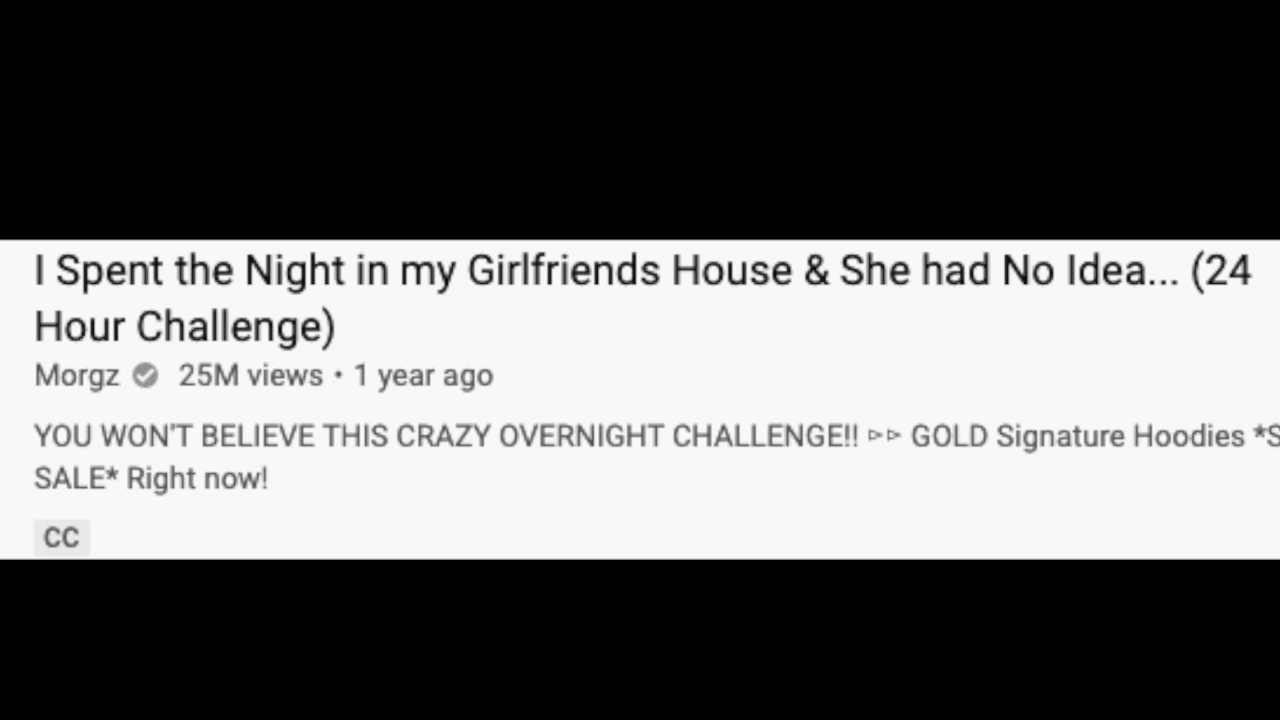 I Spent the Night in my Girlfriends House & She had No Idea... (24
Hour Challenge)
Morgz 25M views • 1 year ago
YOU WON'T BELIEVE THIS CRAZY OVERNIGHT CHALLENGE!! ▻▻ GOLD Signature Hoodies *S
SALE* Right now!
CC